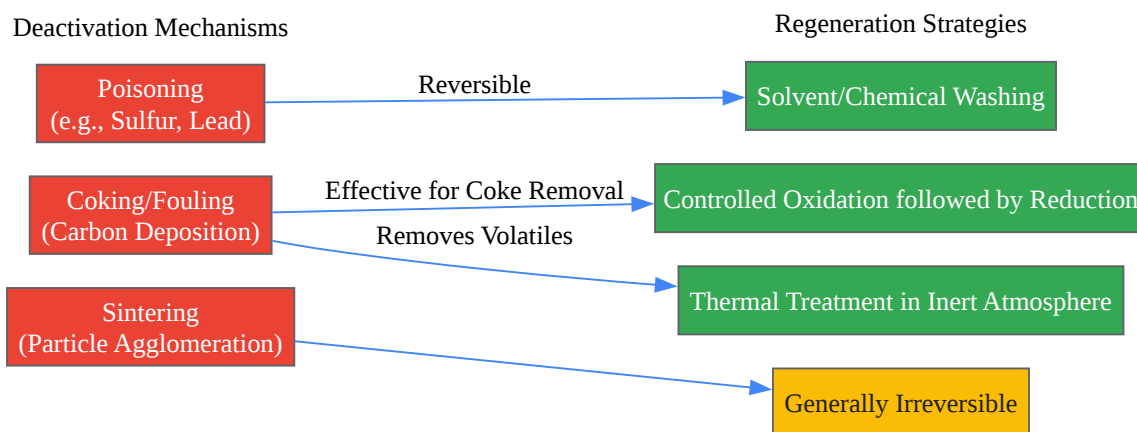 Deactivation Mechanisms
Regeneration Strategies
Poisoning
(e.g., Sulfur, Lead)
Reversible
Solvent/Chemical Washing
Coking/Fouling
(Carbon Deposition)
Effective for Coke Removal
Controlled Oxidation followed by Reduction
Removes Volatiles
Thermal Treatment in Inert Atmosphere
Sintering
(Particle Agglomeration)
Generally Irreversible